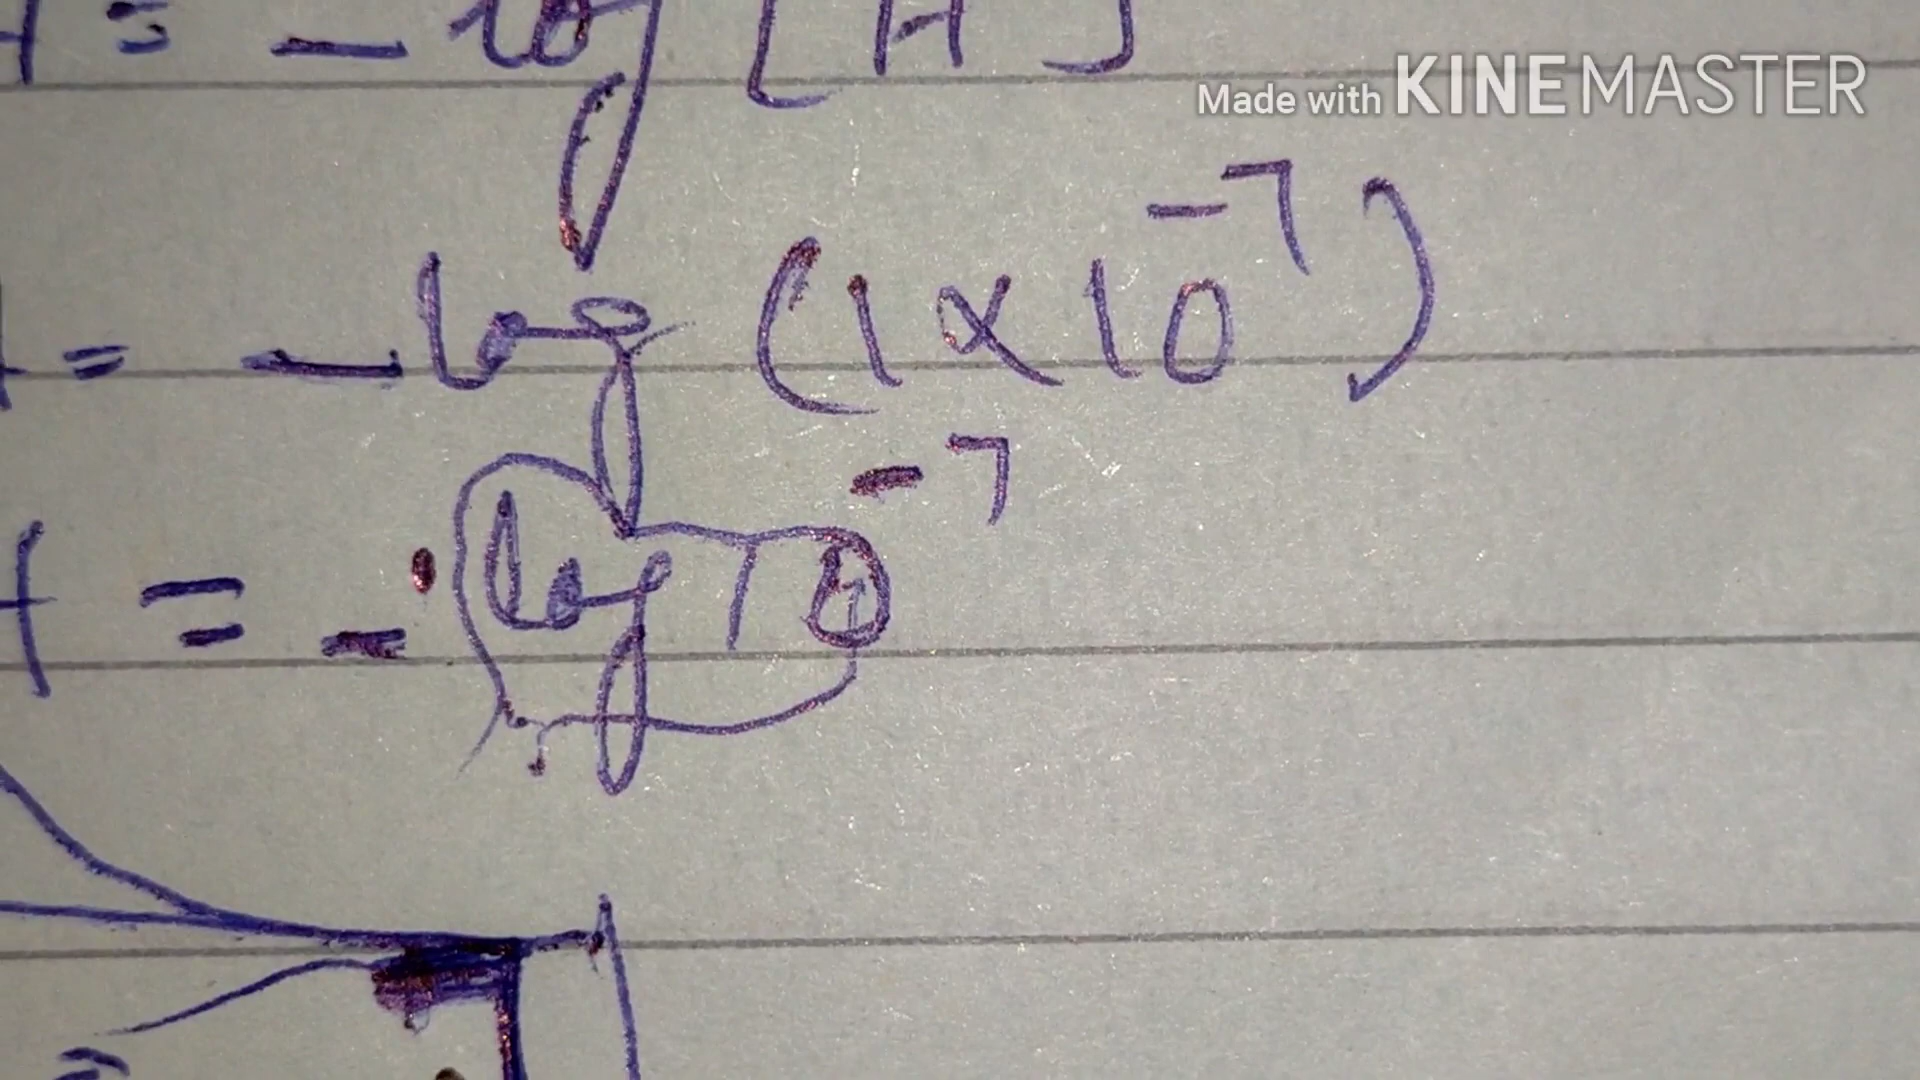 = - log [H]
Made with KINEMASTER
= - log (1 × 10⁻⁷)
= - log 10⁻⁷
=